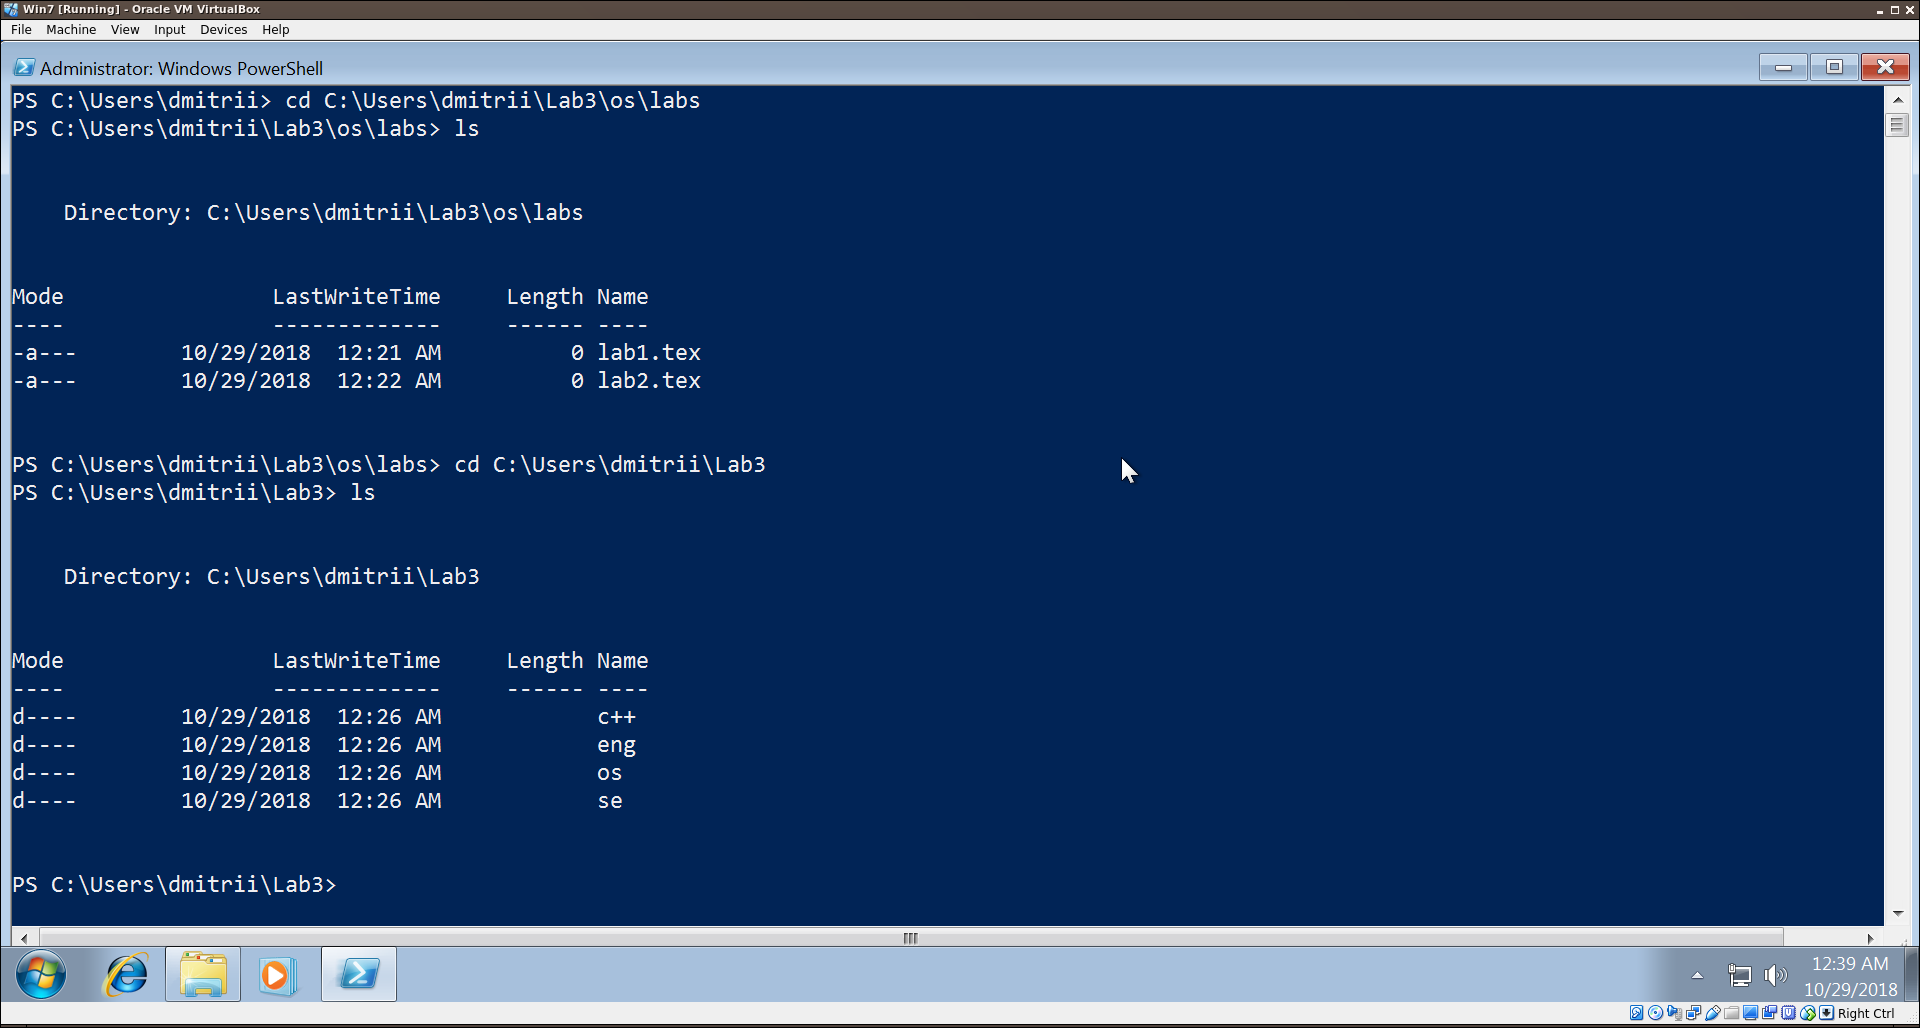 Win7 [Running] - Oracle VM VirtualBox
File Machine View Input Devices Help
Administrator: Windows PowerShell
PS C:\Users\dmitrii> cd C:\Users\dmitrii\Lab3\os\labs
PS C:\Users\dmitrii\Lab3\os\labs> ls
Directory: C:\Users\dmitrii\Lab3\os\labs
Mode LastWriteTime Length Name
---- ------------- ------ ----
-a--- 10/29/2018 12:21 AM 0 lab1.tex
-a--- 10/29/2018 12:22 AM 0 lab2.tex
PS C:\Users\dmitrii\Lab3\os\labs> cd C:\Users\dmitrii\Lab3
PS C:\Users\dmitrii\Lab3> ls
Directory: C:\Users\dmitrii\Lab3
Mode LastWriteTime Length Name
---- ------------- ------ ----
d---- 10/29/2018 12:26 AM c++
d---- 10/29/2018 12:26 AM eng
d---- 10/29/2018 12:26 AM os
d---- 10/29/2018 12:26 AM se
PS C:\Users\dmitrii\Lab3>
12:39 AM
10/29/2018
Right Ctrl